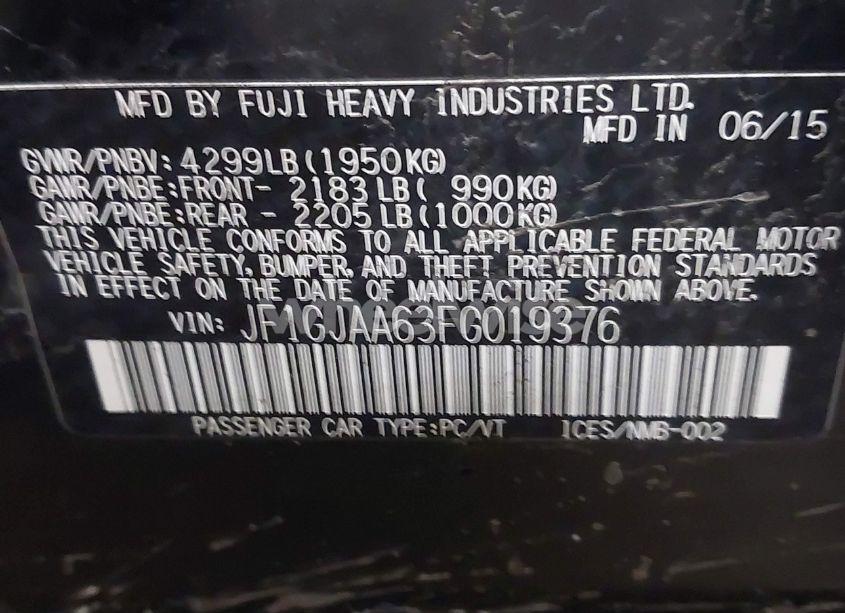 MFD BY FUJI HEAVY INDUSTRIES LTD.
MFD IN 06/15
GVWR/PNBV: 4299LB(1950KG)
GAWR/PNBE:FRONT- 2183LB( 990KG)
GAWR/PNBE:REAR - 2205LB(1000KG)
THIS VEHICLE CONFORMS TO ALL APPLICABLE FEDERAL MOTOR
VEHICLE SAFETY, BUMPER, AND THEFT PREVENTION STANDARDS
IN EFFECT ON THE DATE OF MANUFACTURE SHOWN ABOVE.
VIN: JF1GJAA63FG019376
PASSENGER CAR TYPE:PC/VT ICES/NMB-002